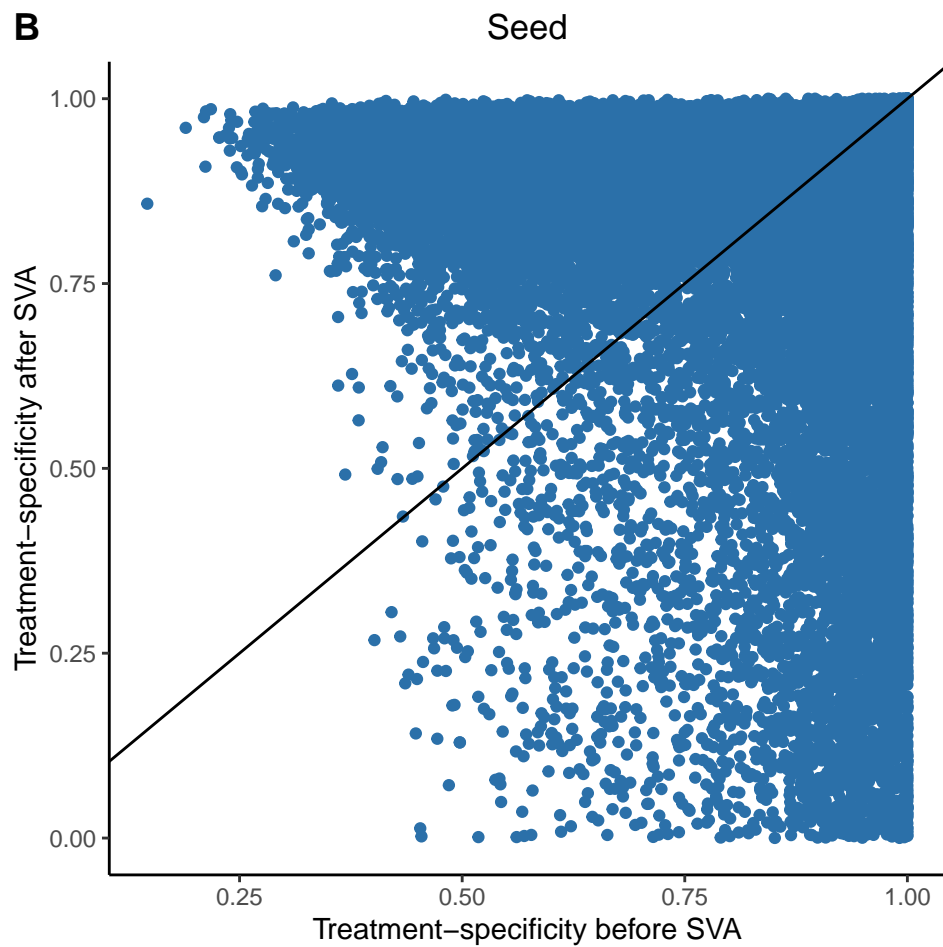 B
Seed
Treatment−specificity after SVA
1.00
0.75
0.50
0.25
0.00
0.25
0.50
0.75
1.00
Treatment−specificity before SVA